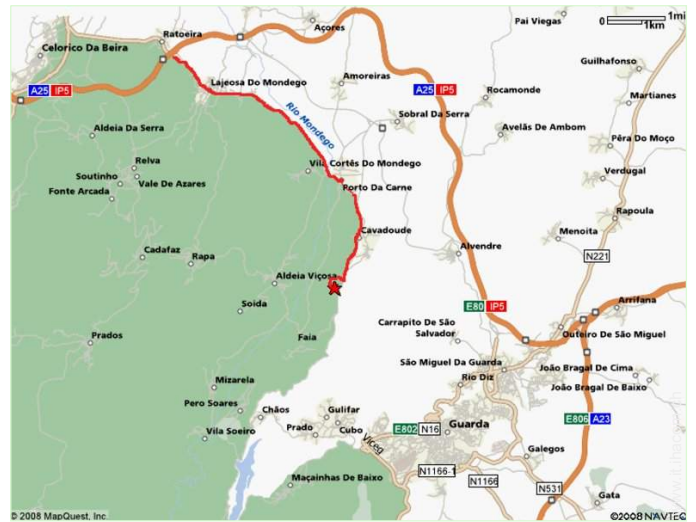 Pai Viegas
0 1mi
1km
Açores
Ratoeira
Celorico Da Beira
Guilhafonso
Lajeosa Do Mondego
Amoreiras
A25 IP5
A25 IP5
Rocamonde
Martianes
Rio Mondego
Sobral Da Serra
Aldeia Da Serra
Avelãs De Ambom
Pêra Do Moço
Relva
Vila Cortês Do Mondego
Soutinho
Vale De Azares
Verdugal
Fonte Arcada
Porto Da Carne
Rapoula
Cavadoude
Menoita
Cadafaz
Alvendre
Rapa
N221
Aldeia Viçosa
Soida
E80 IP5
Arrifana
Carrapito De São
Salvador
Outeiro De São Miguel
Prados
Faia
São Miguel Da Guarda
João Bragal De Cima
Rio Diz
João Bragal De Baixo
Mizarela
Pero Soares
Chãos
Gulifar
E806 A23
Prado
Cubo
E802 N16
Guarda
Vila Soeiro
Viceg
Galegos
N1166-1
N1166
Maçainhas De Baixo
N531
Gata
© 2008 MapQuest, Inc.
©2008 NAVTEQ